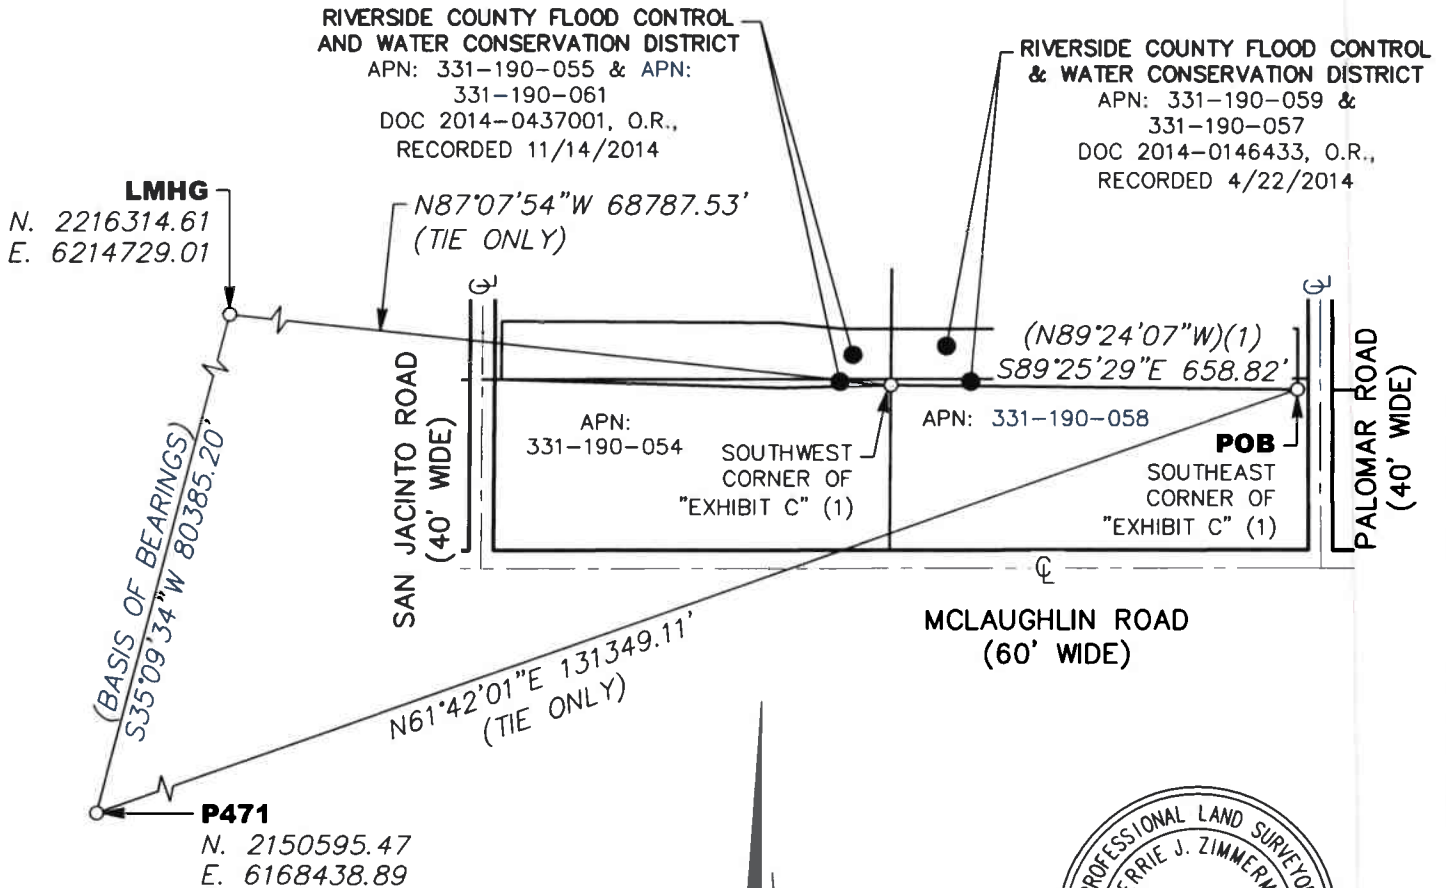 RIVERSIDE COUNTY FLOOD CONTROL
AND WATER CONSERVATION DISTRICT
APN: 331-190-055 & APN:
331-190-061
DOC 2014-0437001, O.R.,
RECORDED 11/14/2014
RIVERSIDE COUNTY FLOOD CONTROL
& WATER CONSERVATION DISTRICT
APN: 331-190-059 &
331-190-057
DOC 2014-0146433, O.R.,
RECORDED 4/22/2014
LMHG
N. 2216314.61
E. 6214729.01
N87°07'54"W 68787.53'
(TIE ONLY)
(N89°24'07"W)(1)
S89°25'29"E 658.82'
APN:
331-190-054
SOUTHWEST
CORNER OF
"EXHIBIT C" (1)
APN: 331-190-058
POB
SOUTHEAST
CORNER OF
"EXHIBIT C" (1)
SAN JACINTO ROAD
(40' WIDE)
PALOMAR ROAD
(40' WIDE)
(BASIS OF BEARINGS)
S35°09'34"W 80385.20'
MCLAUGHLIN ROAD
(60' WIDE)
N61°42'01"E 131349.11'
(TIE ONLY)
P471
N. 2150595.47
E. 6168438.89
PROFESSIONAL LAND SURVEYOR
J. ZIMMERM